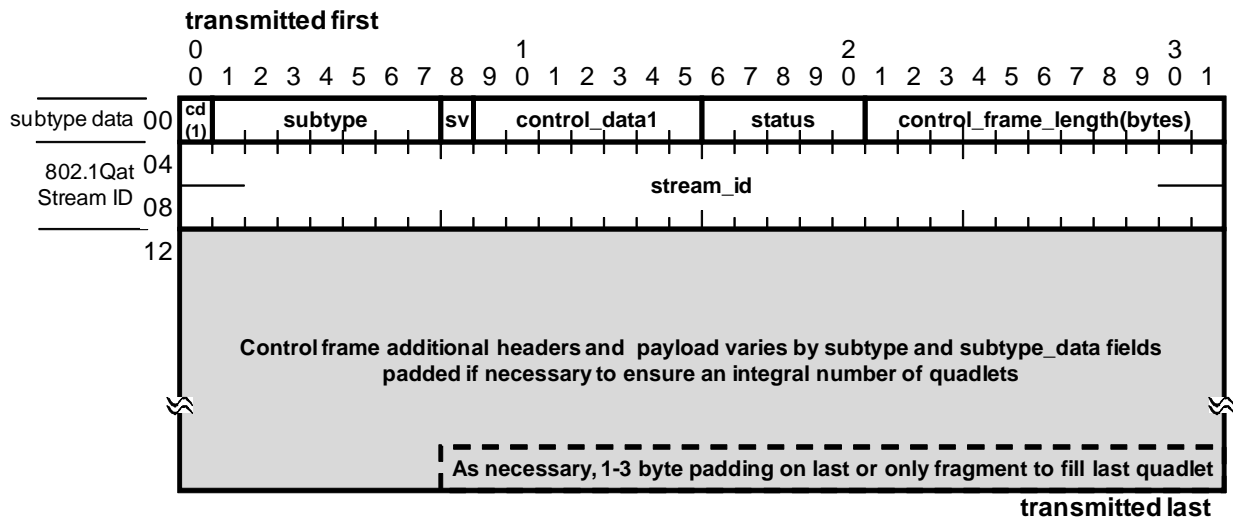 transmitted first
0 1 2 3
0 1 2 3 4 5 6 7 8 9 0 1 2 3 4 5 6 7 8 9 0 1 2 3 4 5 6 7 8 9 0 1
subtype data 00 cd (1) subtype sv control_data1 status control_frame_length(bytes)
802.1Qat 04
Stream ID stream_id
08
12
Control frame additional headers and payload varies by subtype and subtype_data fields
padded if necessary to ensure an integral number of quadlets
As necessary, 1-3 byte padding on last or only fragment to fill last quadlet
transmitted last